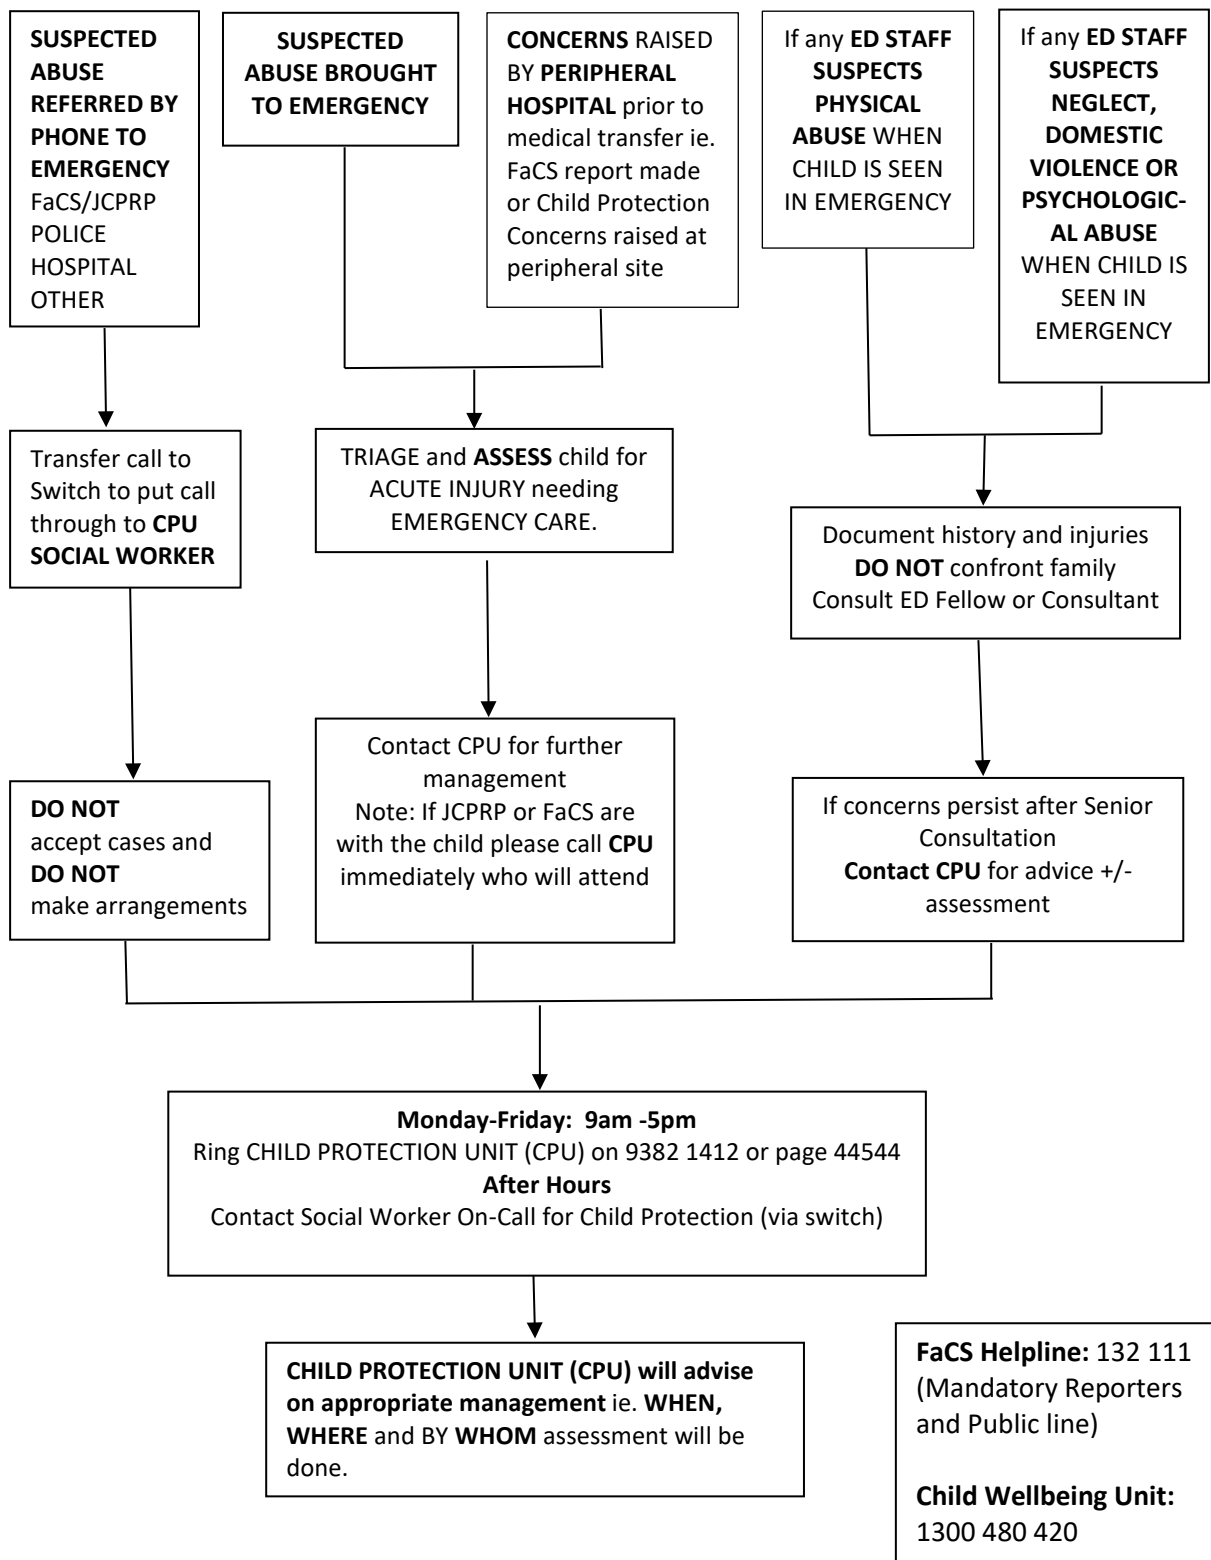 SUSPECTED
ABUSE
REFERRED BY
PHONE TO
EMERGENCY
FaCS/JCPRP
POLICE
HOSPITAL
OTHER
SUSPECTED
ABUSE BROUGHT
TO EMERGENCY
CONCERNS RAISED
BY PERIPHERAL
HOSPITAL prior to
medical transfer ie.
FaCS report made
or Child Protection
Concerns raised at
peripheral site
If any ED STAFF
SUSPECTS
PHYSICAL
ABUSE WHEN
CHILD IS SEEN
IN EMERGENCY
If any ED STAFF
SUSPECTS
NEGLECT,
DOMESTIC
VIOLENCE OR
PSYCHOLOGIC-
AL ABUSE
WHEN CHILD IS
SEEN IN
EMERGENCY
Transfer call to
Switch to put call
through to CPU
SOCIAL WORKER
TRIAGE and ASSESS child for
ACUTE INJURY needing
EMERGENCY CARE.
Document history and injuries
DO NOT confront family
Consult ED Fellow or Consultant
DO NOT
accept cases and
DO NOT
make arrangements
Contact CPU for further
management
Note: If JCPRP or FaCS are
with the child please call CPU
immediately who will attend
If concerns persist after Senior
Consultation
Contact CPU for advice +/-
assessment
Monday-Friday: 9am -5pm
Ring CHILD PROTECTION UNIT (CPU) on 9382 1412 or page 44544
After Hours
Contact Social Worker On-Call for Child Protection (via switch)
CHILD PROTECTION UNIT (CPU) will advise
on appropriate management ie. WHEN,
WHERE and BY WHOM assessment will be
done.
FaCS Helpline: 132 111
(Mandatory Reporters
and Public line)
Child Wellbeing Unit:
1300 480 420